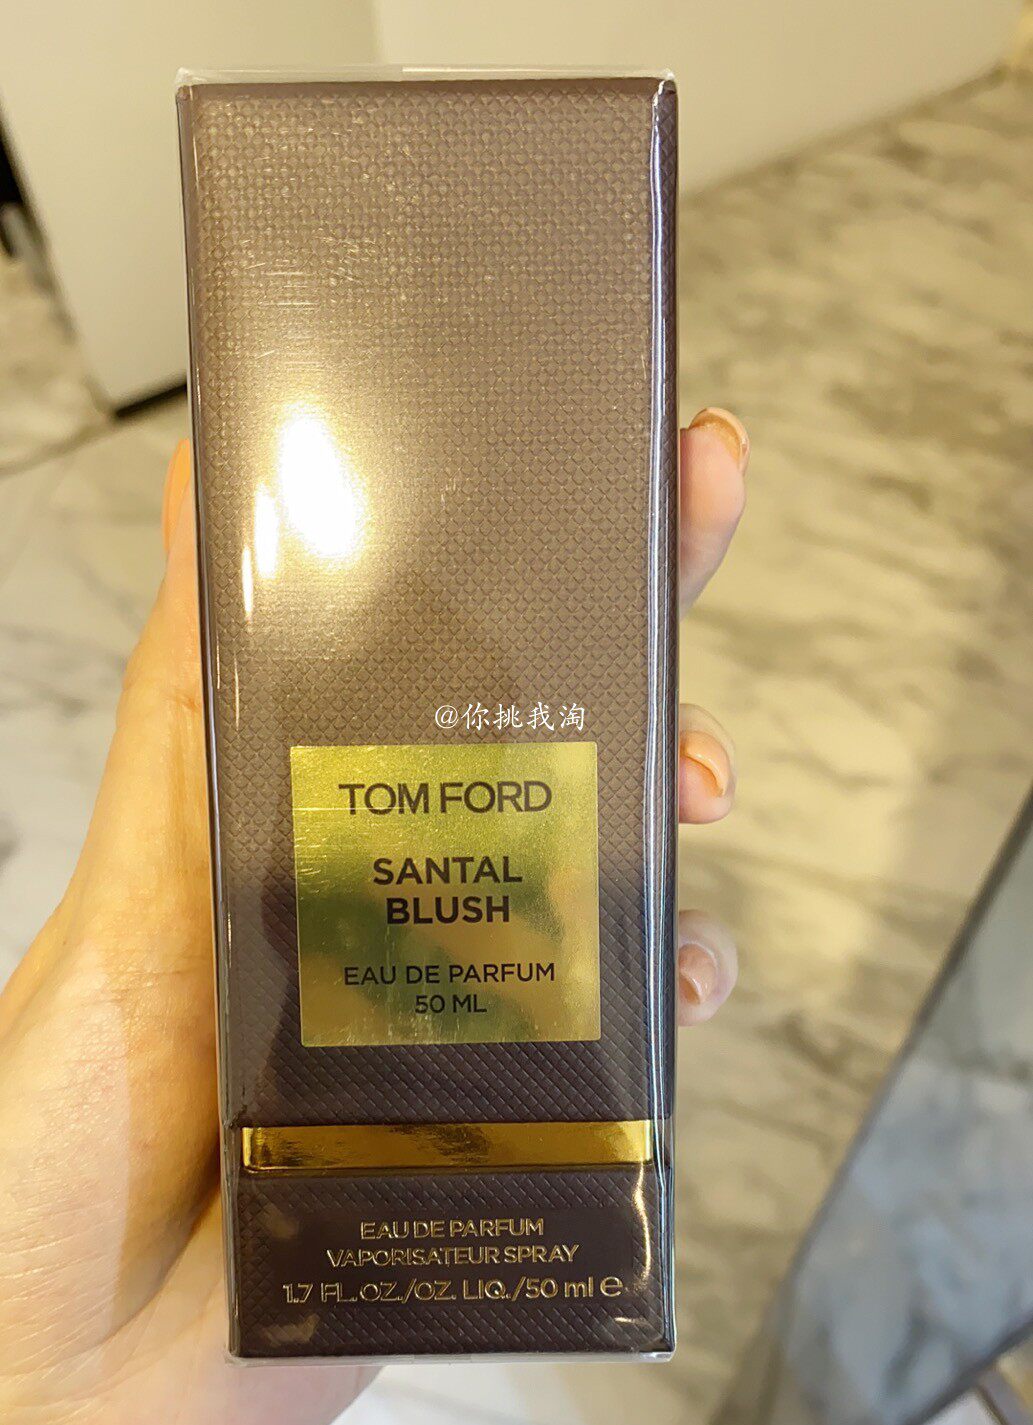 @你挑我淘
TOM FORD
SANTAL
BLUSH
EAU DE PARFUM
50 ML
EAU DE PARFUM
VAPORISATEUR SPRAY
1.7 FL.OZ./OZ. LIQ./50 ml e